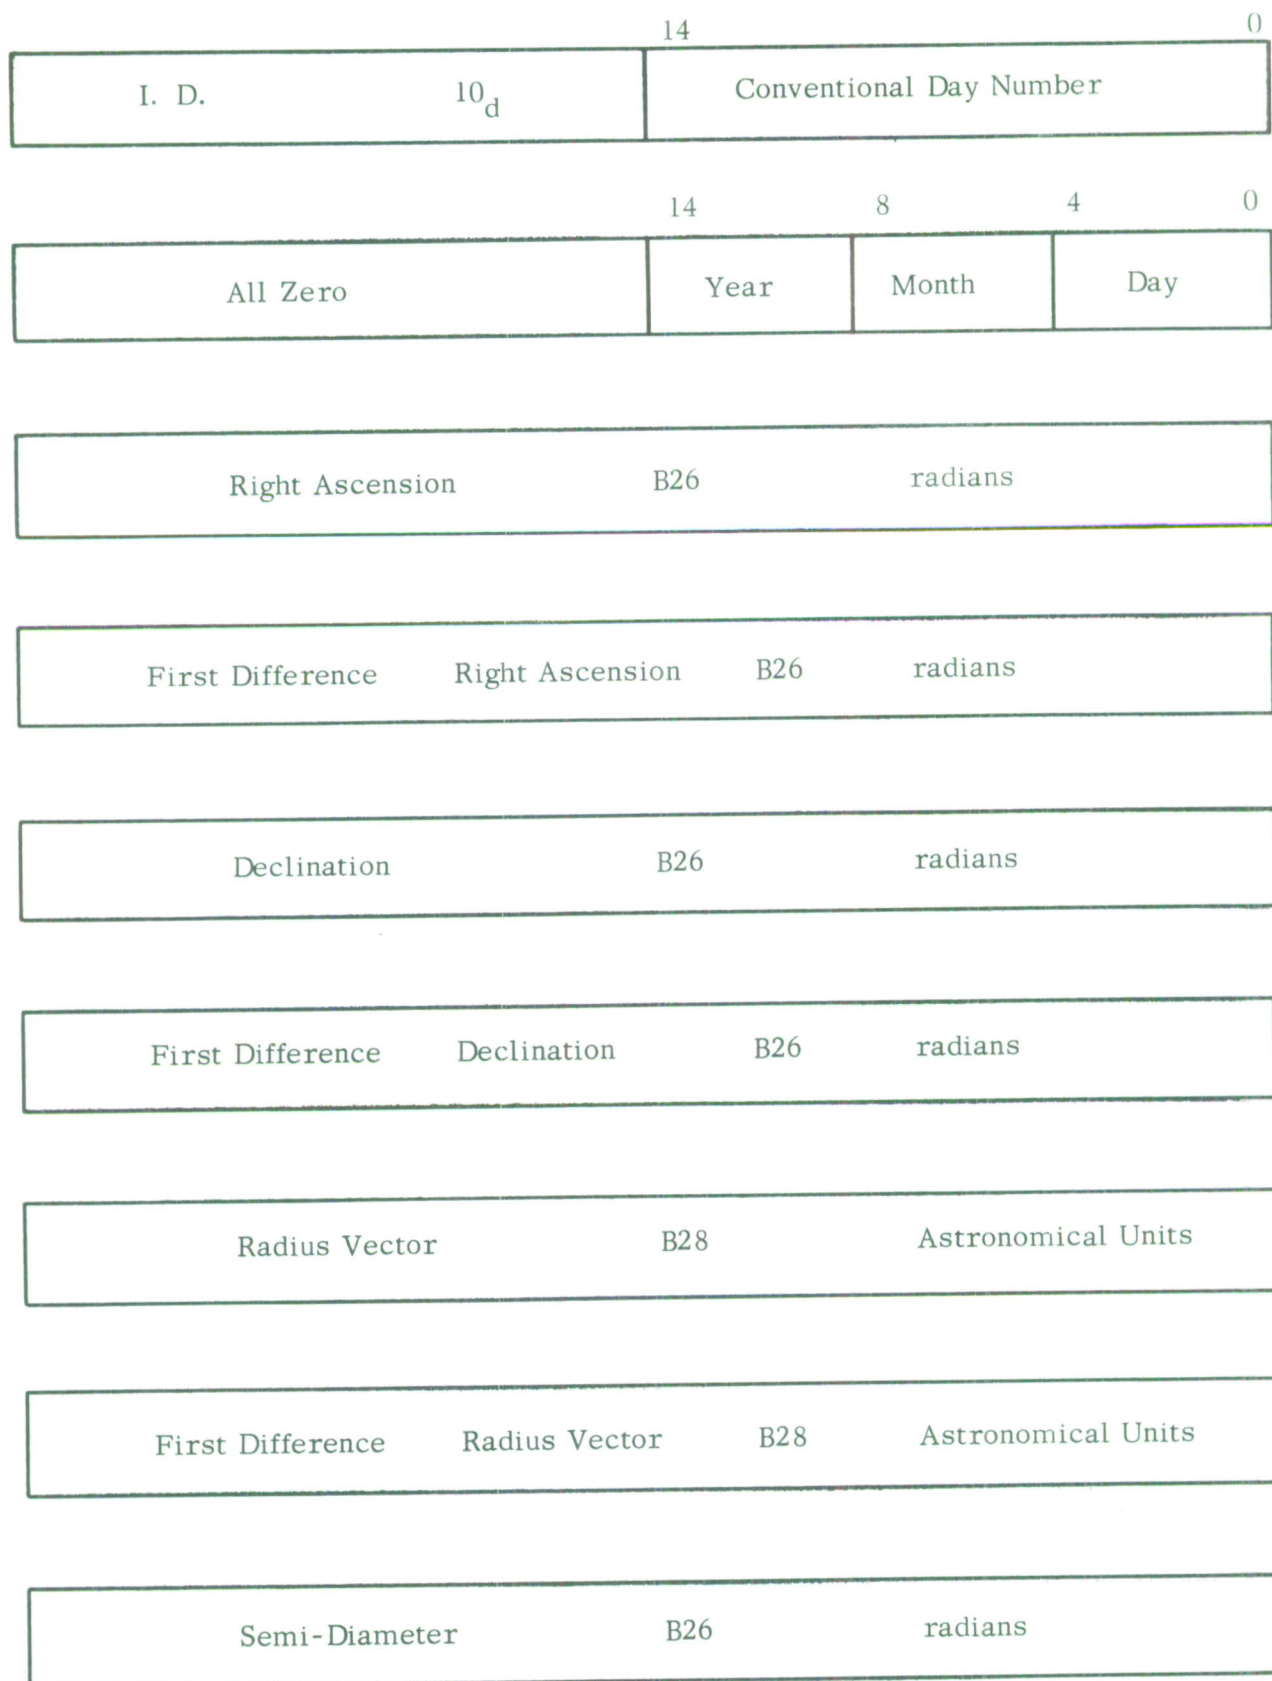 14 0
I. D. 10d Conventional Day Number
14 8 4 0
All Zero Year Month Day
Right Ascension B26 radians
First Difference Right Ascension B26 radians
Declination B26 radians
First Difference Declination B26 radians
Radius Vector B28 Astronomical Units
First Difference Radius Vector B28 Astronomical Units
Semi-Diameter B26 radians